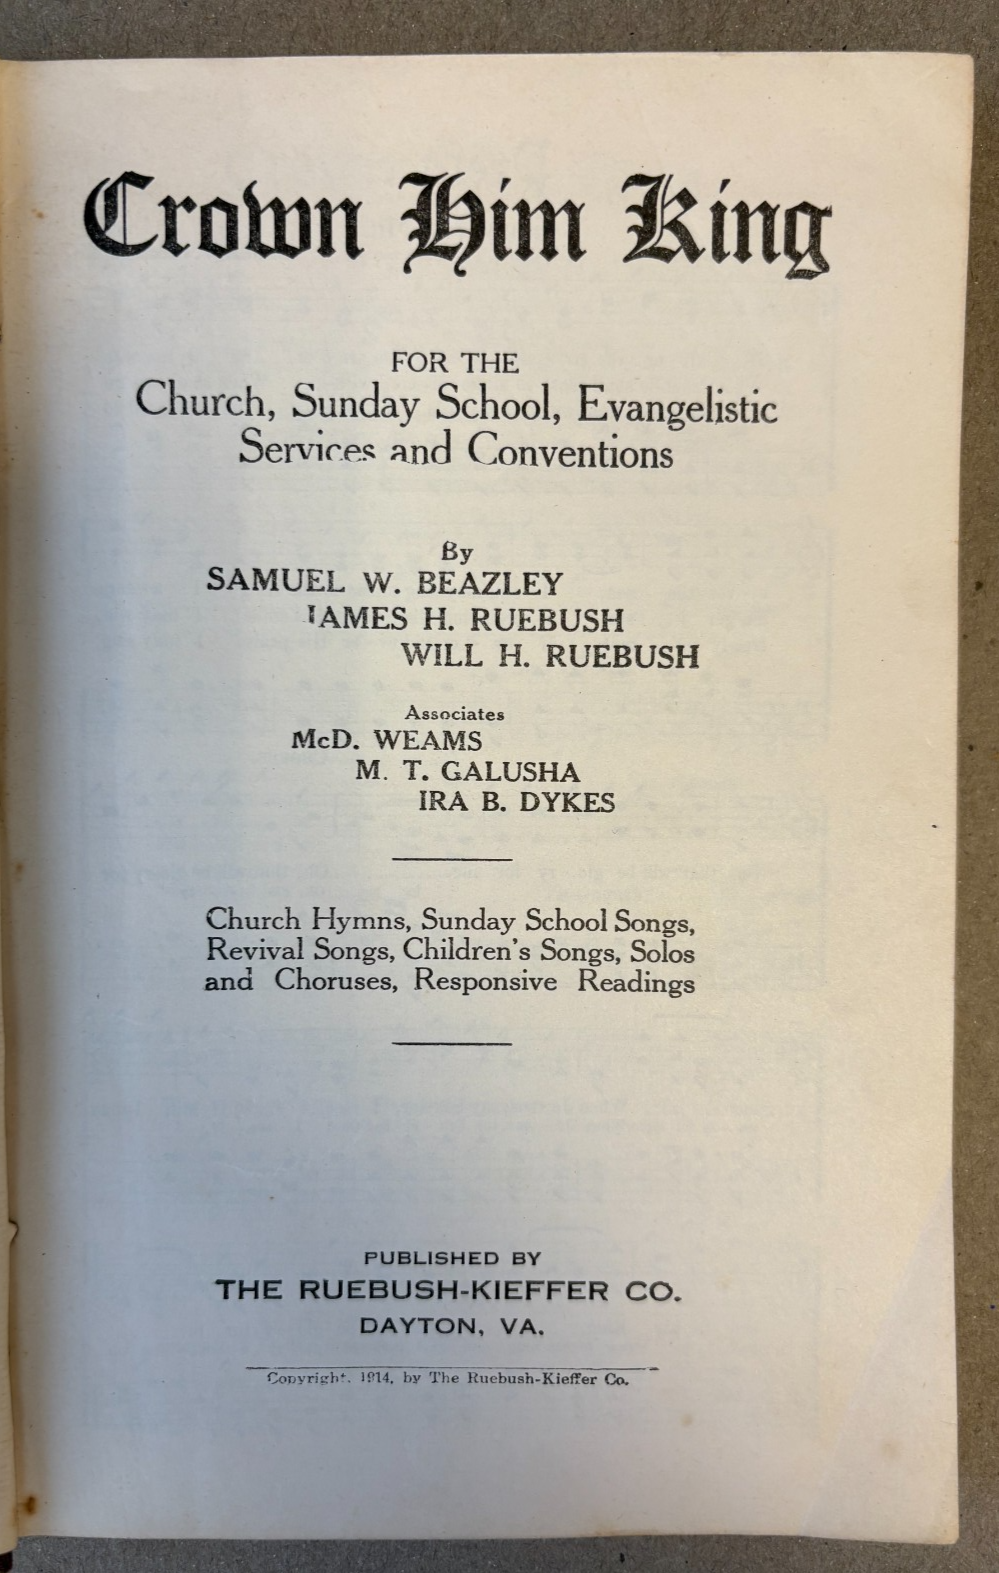 Crown Him King
FOR THE
Church, Sunday School, Evangelistic
Services and Conventions
By
SAMUEL W. BEAZLEY
JAMES H. RUEBUSH
WILL H. RUEBUSH
Associates
McD. WEAMS
M. T. GALUSHA
IRA B. DYKES
Church Hymns, Sunday School Songs,
Revival Songs, Children's Songs, Solos
and Choruses, Responsive Readings
PUBLISHED BY
THE RUEBUSH-KIEFFER CO.
DAYTON, VA.
Copyright, 1914, by The Ruebush-Kieffer Co.